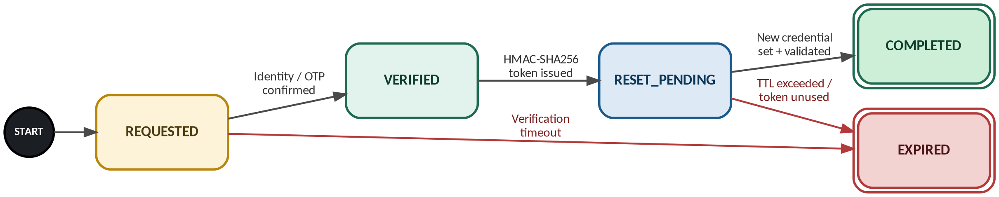 START
REQUESTED
Identity / OTP
confirmed
VERIFIED
HMAC-SHA256
token issued
RESET_PENDING
New credential
set + validated
COMPLETED
TTL exceeded /
token unused
Verification
timeout
EXPIRED